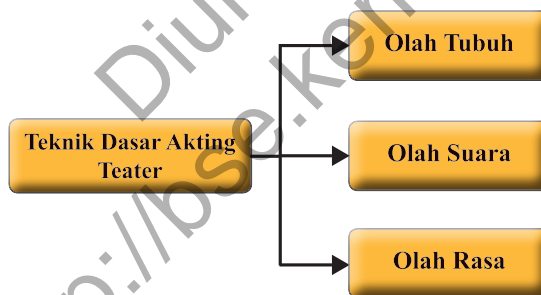 Teknik Dasar Akting
Teater
Olah Tubuh
Olah Suara
Olah Rasa